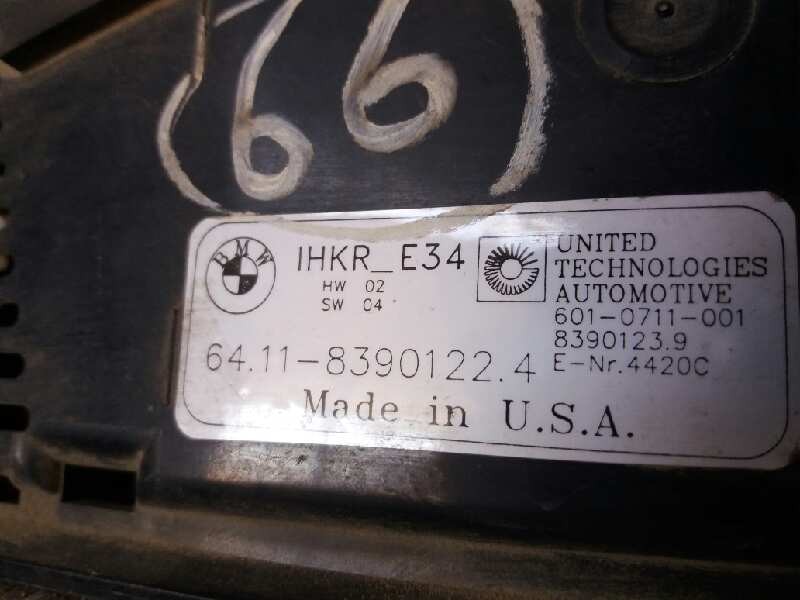 (66)
BMW
IHKR_E34
HW 02
SW 04
64.11-8390122.4
UNITED
TECHNOLOGIES
AUTOMOTIVE
601-0711-001
8390123.9
E-Nr.4420C
Made in U.S.A.